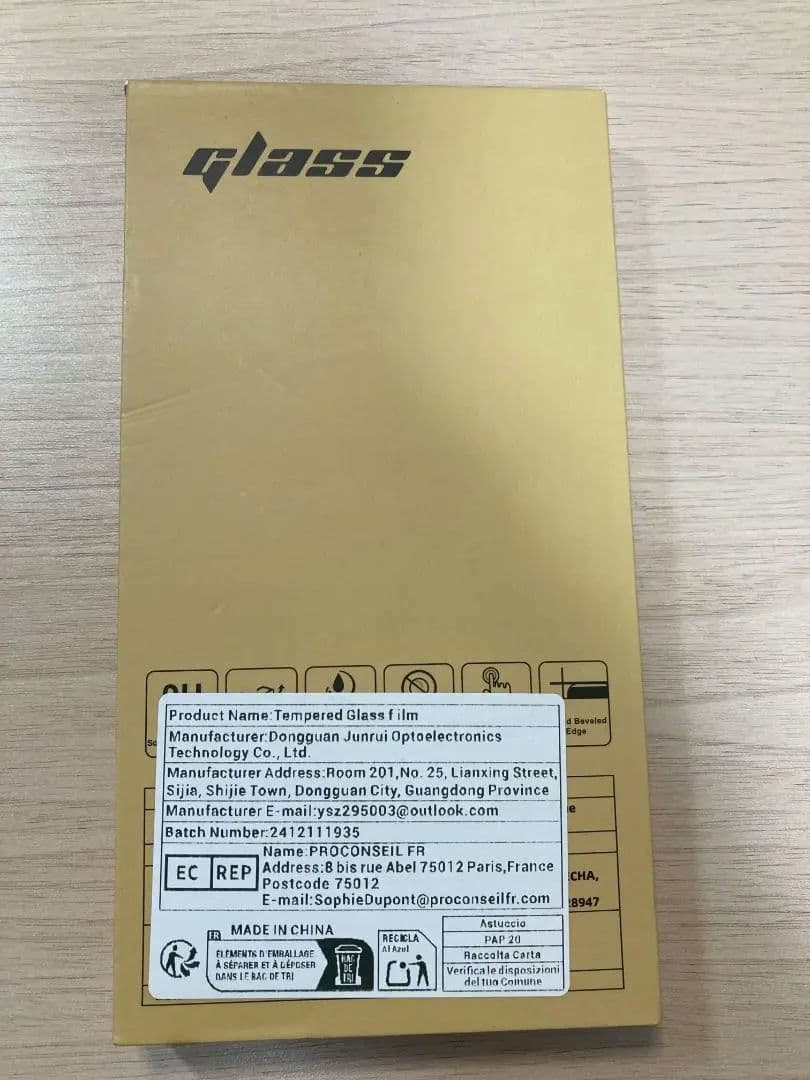 glass
9H
d Beveled
Edge
Product Name:Tempered Glass film
Manufacturer:Dongguan Junrui Optoelectronics
Technology Co., Ltd.
Manufacturer Address:Room 201,No. 25, Lianxing Street,
Sijia, Shijie Town, Dongguan City, Guangdong Province
Manufacturer E-mail:ysz295003@outlook.com
Batch Number:2412111935
EC REP
Name:PROCONSEIL FR
Address:8 bis rue Abel 75012 Paris,France
Postcode 75012
E-mail:SophieDupont@proconseilfr.com
ECHA,
28947
MADE IN CHINA
FR
ÉLÉMENTS D'EMBALLAGE
À SÉPARER ET À DÉPOSER
DANS LE BAC DE TRI
BAC
DE
TRI
RECICLA
Al Azul
Astuccio
PAP 20
Raccolta Carta
Verifica le disposizioni
del tuo Comune